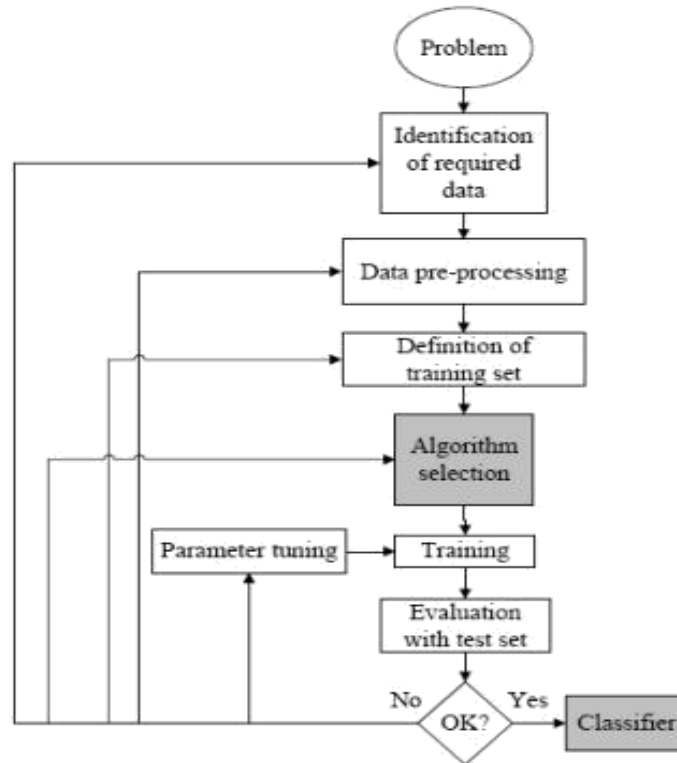 Problem
Identification
of required
data
Data pre-processing
Definition of
training set
Algorithm
selection
Parameter tuning
Training
Evaluation
with test set
No
Yes
OK?
Classifier